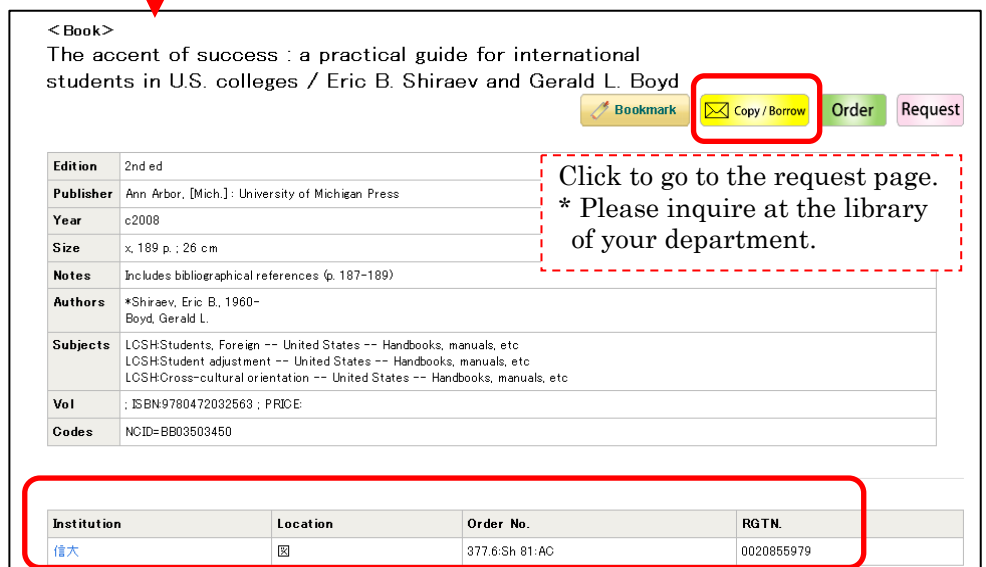 <Book>
The accent of success : a practical guide for international
students in U.S. colleges / Eric B. Shiraev and Gerald L. Boyd
Bookmark Copy / Borrow Order Request
Edition 2nd ed
Publisher Ann Arbor, [Mich.] : University of Michigan Press
Year c2008
Size x, 189 p. ; 26 cm
Notes Includes bibliographical references (p. 187-189)
Authors *Shiraev, Eric B., 1960-
Boyd, Gerald L.
Subjects LCSH:Students, Foreign -- United States -- Handbooks, manuals, etc
LCSH:Student adjustment -- United States -- Handbooks, manuals, etc
LCSH:Cross-cultural orientation -- United States -- Handbooks, manuals, etc
Vol ; ISBN:9780472032563 ; PRICE:
Codes NCID=BB03503450
Click to go to the request page.
* Please inquire at the library
of your department.
Institution Location Order No. RGTN.
信大 図 377.6:Sh 81:AC 0020855979